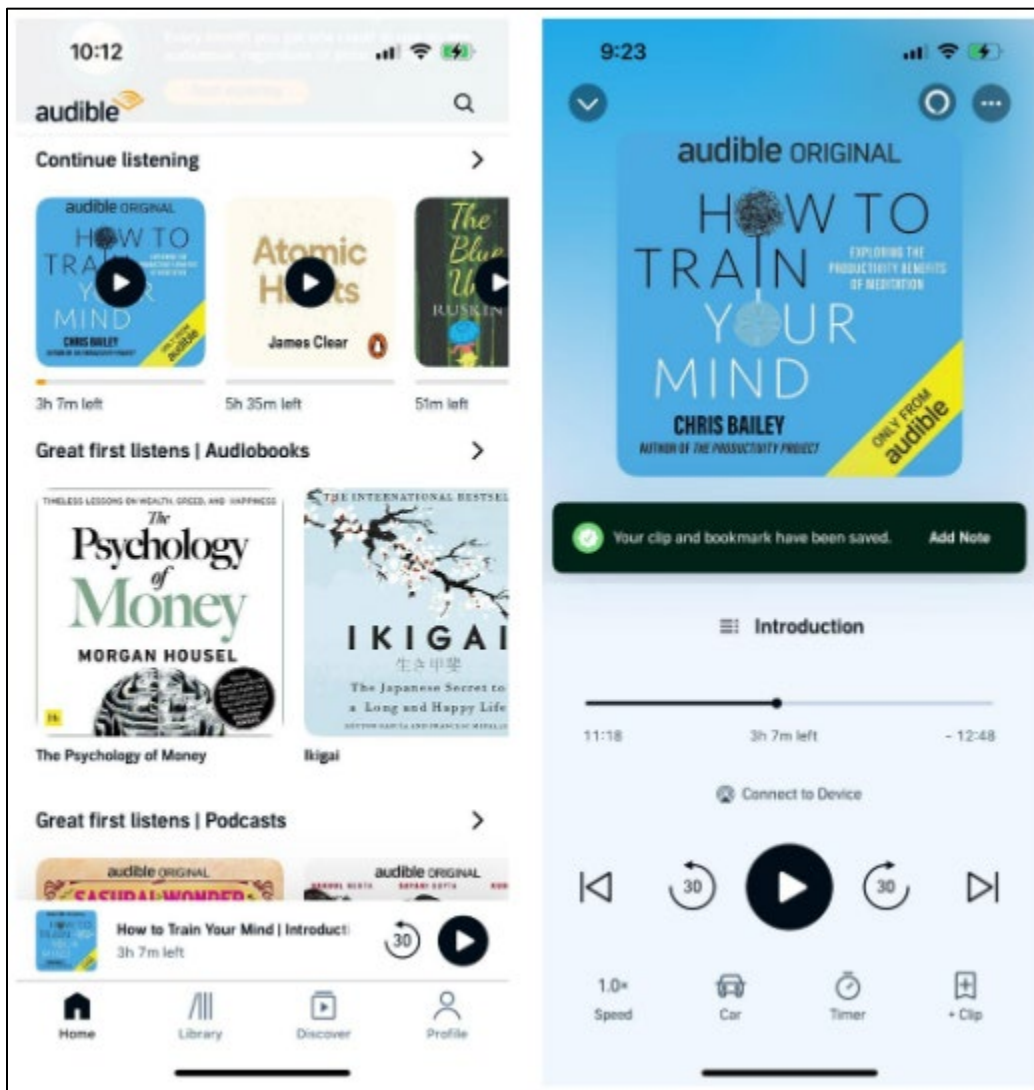 10:12
audible
Continue listening
audible ORIGINAL
HOW TO
TRAIN
YOUR
MIND
CHRIS BAILEY
ONLY FROM
audible
Atomic
Habits
James Clear
The
Blue
RUSKIN
3h 7m left
5h 35m left
51m left
Great first listens | Audiobooks
TIMELESS LESSONS ON WEALTH, GREED, AND HAPPINESS
The
Psychology
of
Money
MORGAN HOUSEL
THE INTERNATIONAL BESTSEL
IKIGAI
生き甲斐
The Japanese Secret to
a Long and Happy Life
The Psychology of Money
Ikigai
Great first listens | Podcasts
audible ORIGINAL
SASURAL WONDER
audible ORIGINAL
How to Train Your Mind | Introducti
3h 7m left
30
Home
Library
Discover
Profile
9:23
audible ORIGINAL
HOW TO
TRAIN
EXPLORING THE
PRODUCTIVITY BENEFITS
OF MEDITATION
YOUR
MIND
CHRIS BAILEY
AUTHOR OF THE PRODUCTIVITY PROJECT
ONLY FROM
audible
Your clip and bookmark have been saved. Add Note
Introduction
11:18 3h 7m left - 12:48
Connect to Device
30 30
1.0×
Speed Car Timer + Clip